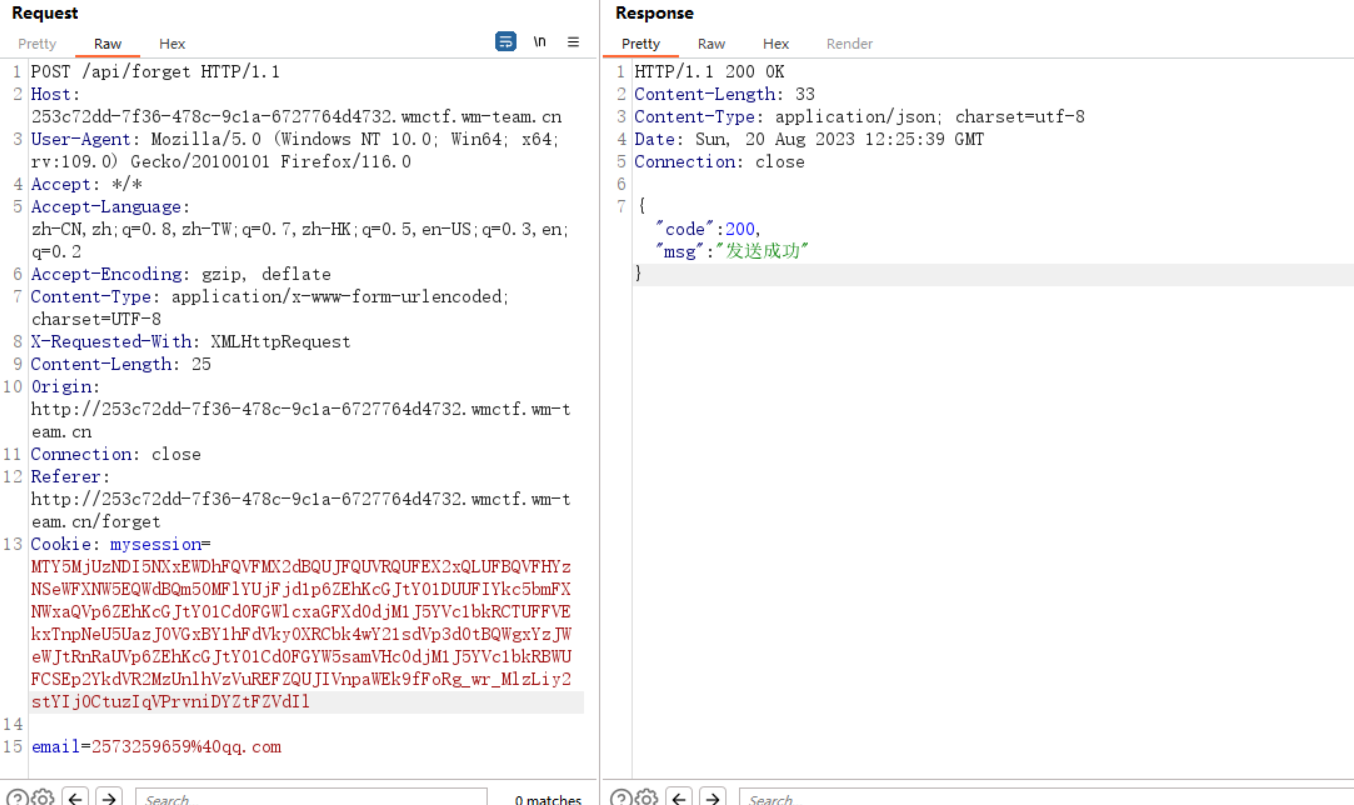 Request
Pretty Raw Hex \n
1 POST /api/forget HTTP/1.1
2 Host:
253c72dd-7f36-478c-9c1a-6727764d4732.wmctf.wm-team.cn
3 User-Agent: Mozilla/5.0 (Windows NT 10.0; Win64; x64;
rv:109.0) Gecko/20100101 Firefox/116.0
4 Accept: */*
5 Accept-Language:
zh-CN,zh;q=0.8,zh-TW;q=0.7,zh-HK;q=0.5,en-US;q=0.3,en;
q=0.2
6 Accept-Encoding: gzip, deflate
7 Content-Type: application/x-www-form-urlencoded;
charset=UTF-8
8 X-Requested-With: XMLHttpRequest
9 Content-Length: 25
10 Origin:
http://253c72dd-7f36-478c-9c1a-6727764d4732.wmctf.wm-t
eam.cn
11 Connection: close
12 Referer:
http://253c72dd-7f36-478c-9c1a-6727764d4732.wmctf.wm-t
eam.cn/forget
13 Cookie: mysession=
14
15 email=2573259659%40qq.com
Search...
0 matches
Response
Pretty Raw Hex Render
1 HTTP/1.1 200 OK
2 Content-Length: 33
3 Content-Type: application/json; charset=utf-8
4 Date: Sun, 20 Aug 2023 12:25:39 GMT
5 Connection: close
6
7 {
"code":200,
"msg":"发送成功"
}
Search...